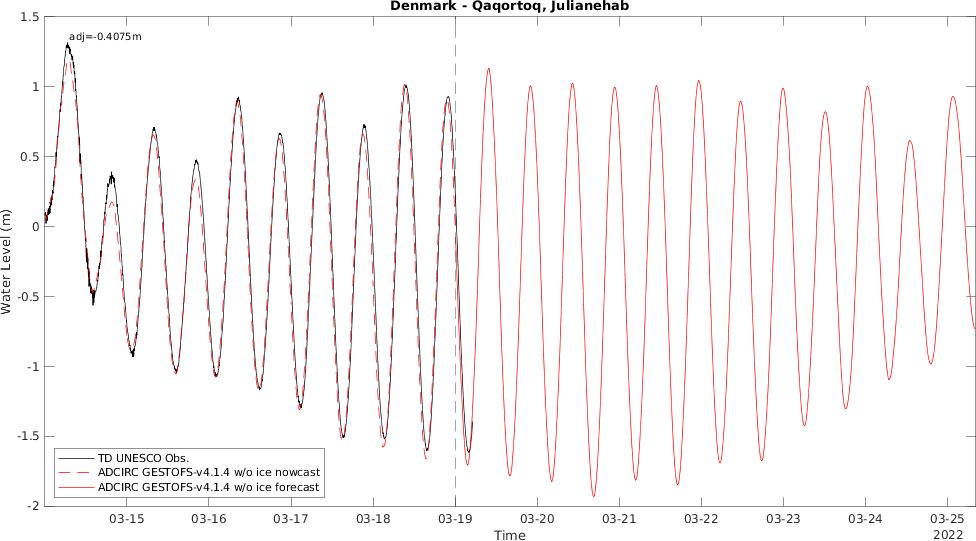 Denmark - Qaqortoq, Julianehab
adj=-0.4075m
1.5
1
0.5
0
-0.5
-1
-1.5
-2
Water Level (m)
TD UNESCO Obs.
ADCIRC GESTOFS-v4.1.4 w/o ice nowcast
ADCIRC GESTOFS-v4.1.4 w/o ice forecast
03-15 03-16 03-17 03-18 03-19 03-20 03-21 03-22 03-23 03-24 03-25
2022
Time